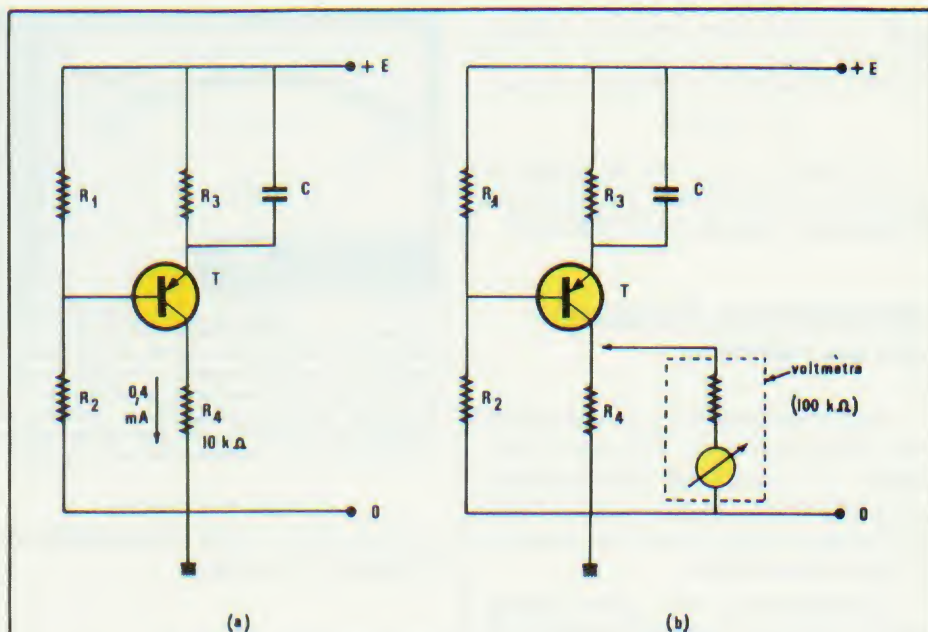 + E
R1
R3
C
T
R2
0,4
mA
R4
10 kΩ
0
(a)
+ E
R1
R3
C
T
R2
R4
voltmètre
(100 kΩ)
0
(b)